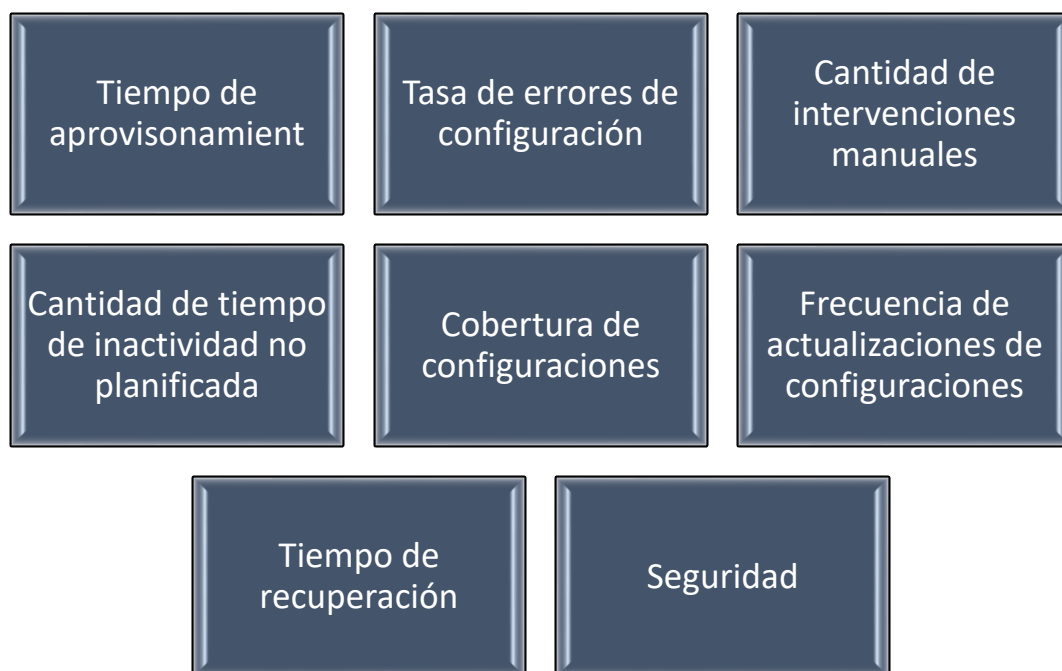 Tiempo de
aprovisonamient
Tasa de errores de
configuración
Cantidad de
intervenciones
manuales
Cantidad de tiempo
de inactividad no
planificada
Cobertura de
configuraciones
Frecuencia de
actualizaciones de
configuraciones
Tiempo de
recuperación
Seguridad